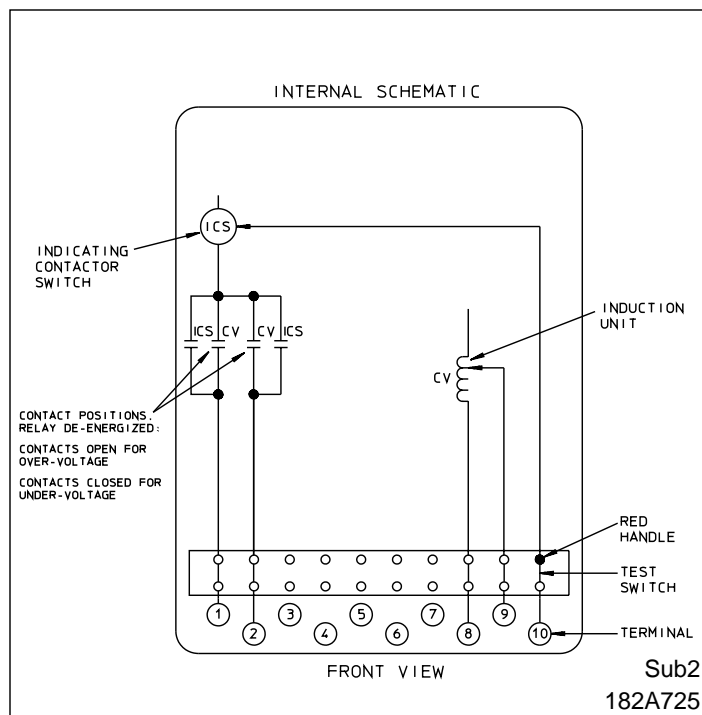 INTERNAL SCHEMATIC
ICS
INDICATING
CONTACTOR
SWITCH
INDUCTION
UNIT
ICS CV CV ICS
CV
CONTACT POSITIONS,
RELAY DE-ENERGIZED:
CONTACTS OPEN FOR
OVER-VOLTAGE
CONTACTS CLOSED FOR
UNDER-VOLTAGE
RED
HANDLE
TEST
SWITCH
1 2 3 4 5 6 7 8 9 10
TERMINAL
FRONT VIEW
Sub2
182A725